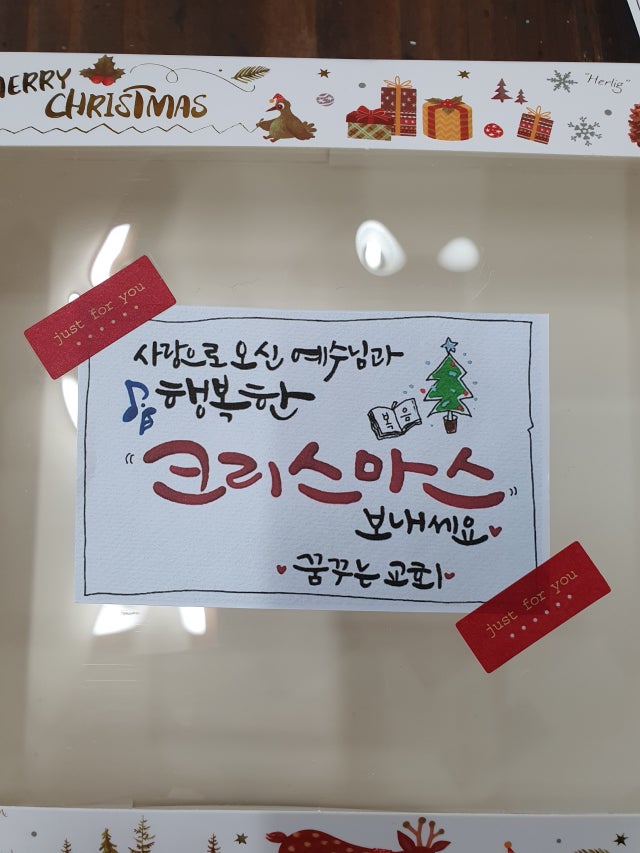 MERRY
CHRISTMAS
"Herlig"
just for you
사랑으로 오신 예수님과
행복한
복음
"크리스마스"
보내세요
꿈꾸는 교회
just for you